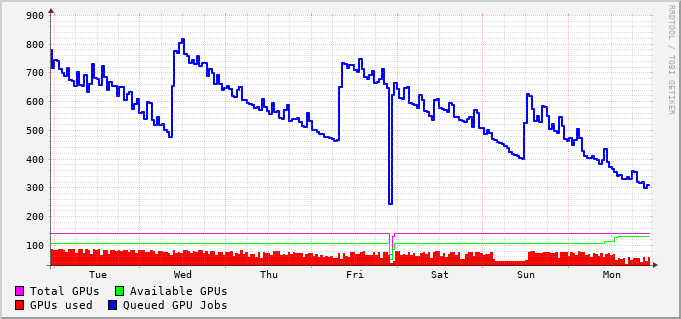 900
800
700
600
500
400
300
200
100
Tue Wed Thu Fri Sat Sun Mon
Total GPUs Available GPUs
GPUs used Queued GPU Jobs
RRDTOOL / TOBI OETIKER